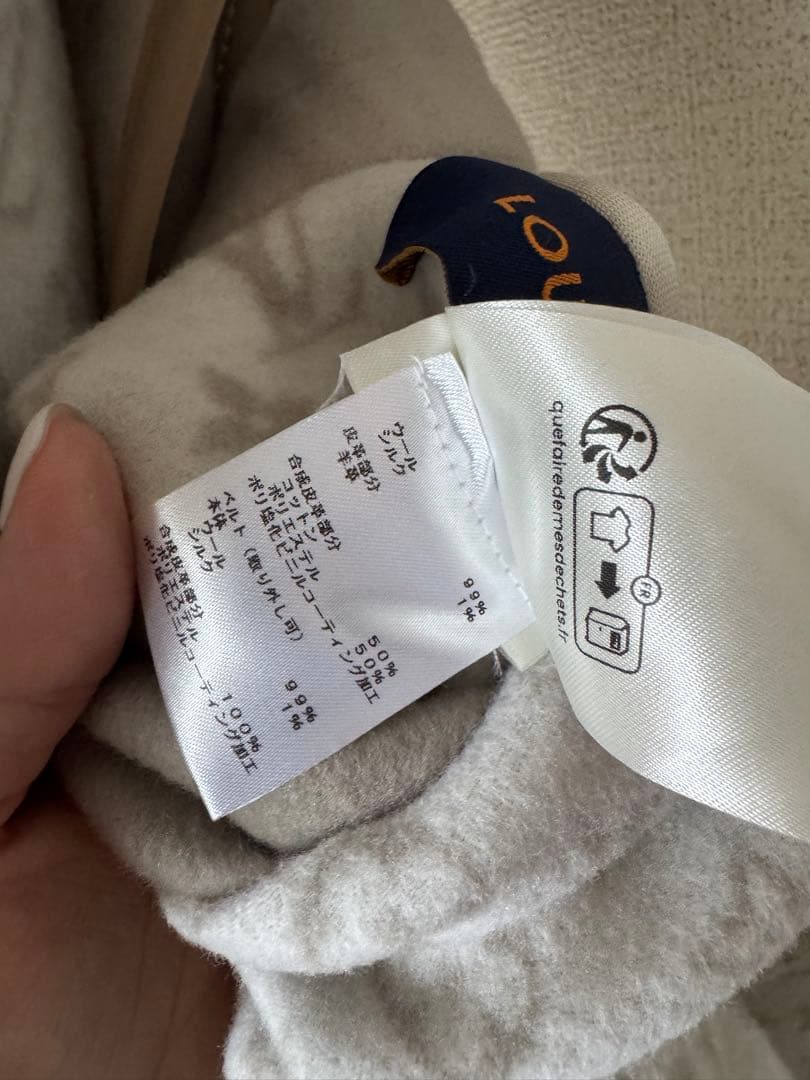 LOU
ウール 99%
シルク 1%
皮革部分
羊革
合成皮革部分
コットン 50%
ポリエステル 50%
ポリ塩化ビニルコーティング加工
ベルト（取り外し可）
本体 ウール 99%
シルク 1%
合成皮革部分
ポリエステル 100%
ポリ塩化ビニルコーティング加工
FR
quefairedemesdechets.fr